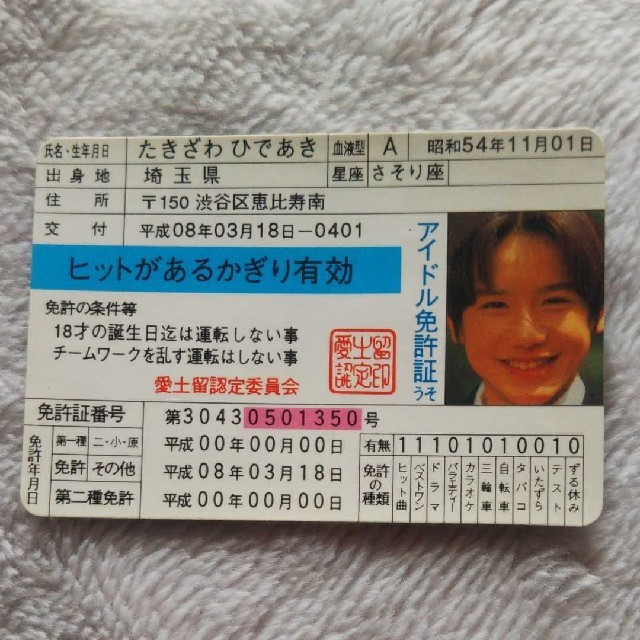 氏名・生年月日 たきざわ ひであき 血液型 A 昭和54年11月01日
出身地 埼玉県 星座 さそり座
住所 〒150 渋谷区恵比寿南
交付 平成08年03月18日-0401
ヒットがあるかぎり有効
アイドル免許証
うそ
免許の条件等
18才の誕生日迄は運転しない事
チームワークを乱す運転はしない事
愛土留認定委員会
愛土留認定印
免許証番号 第30430501350号
免許年月日
第一種 二・小・原 平成00年00月00日
免許 その他 平成08年03月18日
第二種免許 平成00年00月00日
有無 11101010010
免許の種類
ヒット曲
ベストワン
ドラマ
バラエティー
カラオケ
三輪車
自転車
タバコ
いたずら
テスト
ずる休み